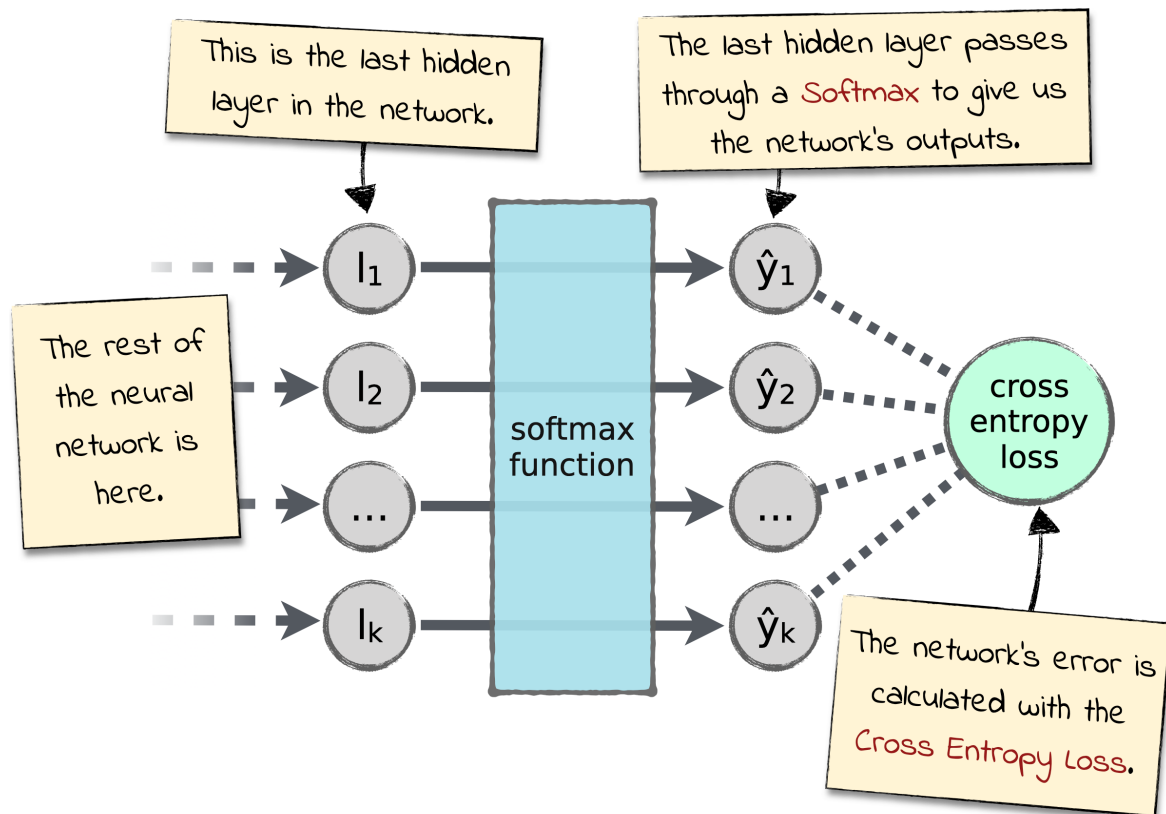 This is the last hidden
layer in the network.
The last hidden layer passes
through a Softmax to give us
the network's outputs.
The rest of
the neural
network is
here.
l₁
l₂
...
lₖ
softmax
function
ŷ₁
ŷ₂
...
ŷₖ
cross
entropy
loss
The network's error is
calculated with the
Cross Entropy Loss.